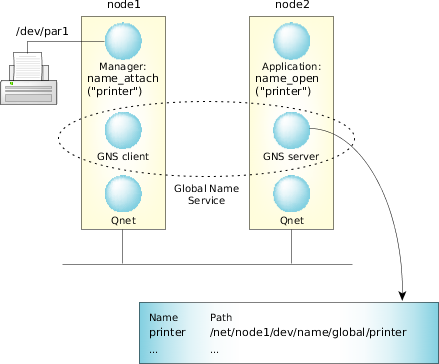 node1
node2
/dev/par1
Manager:
name_attach
("printer")
Application:
name_open
("printer")
GNS client
GNS server
Global Name
Service
Qnet
Qnet
Name Path
printer /net/node1/dev/name/global/printer
... ...